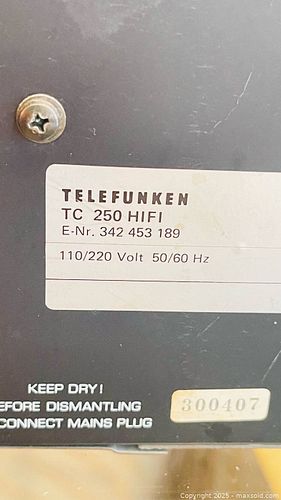 TELEFUNKEN
TC 250 HIFI
E-Nr. 342 453 189
110/220 Volt 50/60 Hz
KEEP DRY!
EFORE DISMANTLING
CONNECT MAINS PLUG
300407
Copyright 2025 - maxsold.com